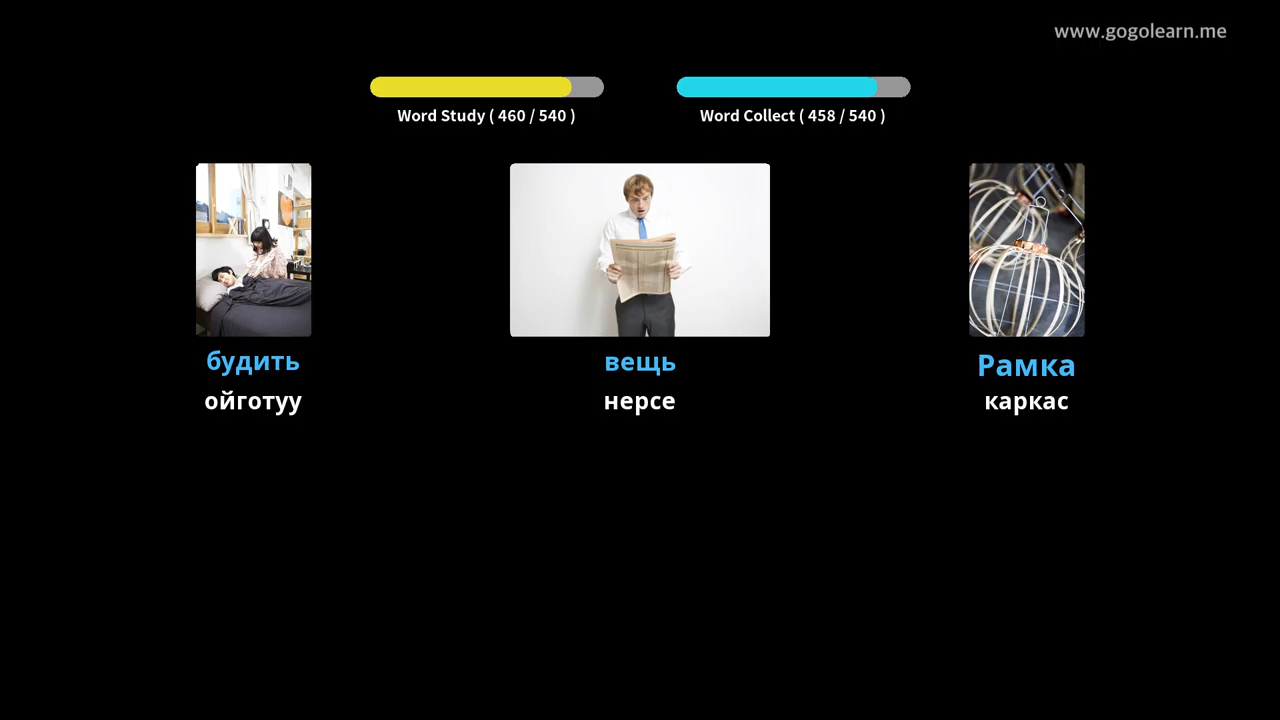 www.gogolearn.me
Word Study ( 460 / 540 )
Word Collect ( 458 / 540 )
будить
ойготуу
вещь
нерсе
Рамка
каркас